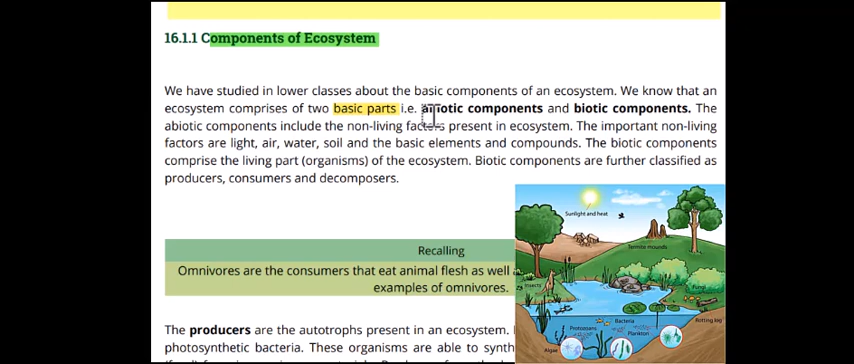 16.1.1 Components of Ecosystem
We have studied in lower classes about the basic components of an ecosystem. We know that an
ecosystem comprises of two basic parts i.e. abiotic components and biotic components. The
abiotic components include the non-living factors present in ecosystem. The important non-living
factors are light, air, water, soil and the basic elements and compounds. The biotic components
comprise the living part (organisms) of the ecosystem. Biotic components are further classified as
producers, consumers and decomposers.
Sunlight and heat
Termite mounds
Recalling
Omnivores are the consumers that eat animal flesh as well
examples of omnivores.
Insects
Fungi
Bacteria
Rotting log
Protozoans
Plankton
Algae
The producers are the autotrophs present in an ecosystem.
photosynthetic bacteria. These organisms are able to synth